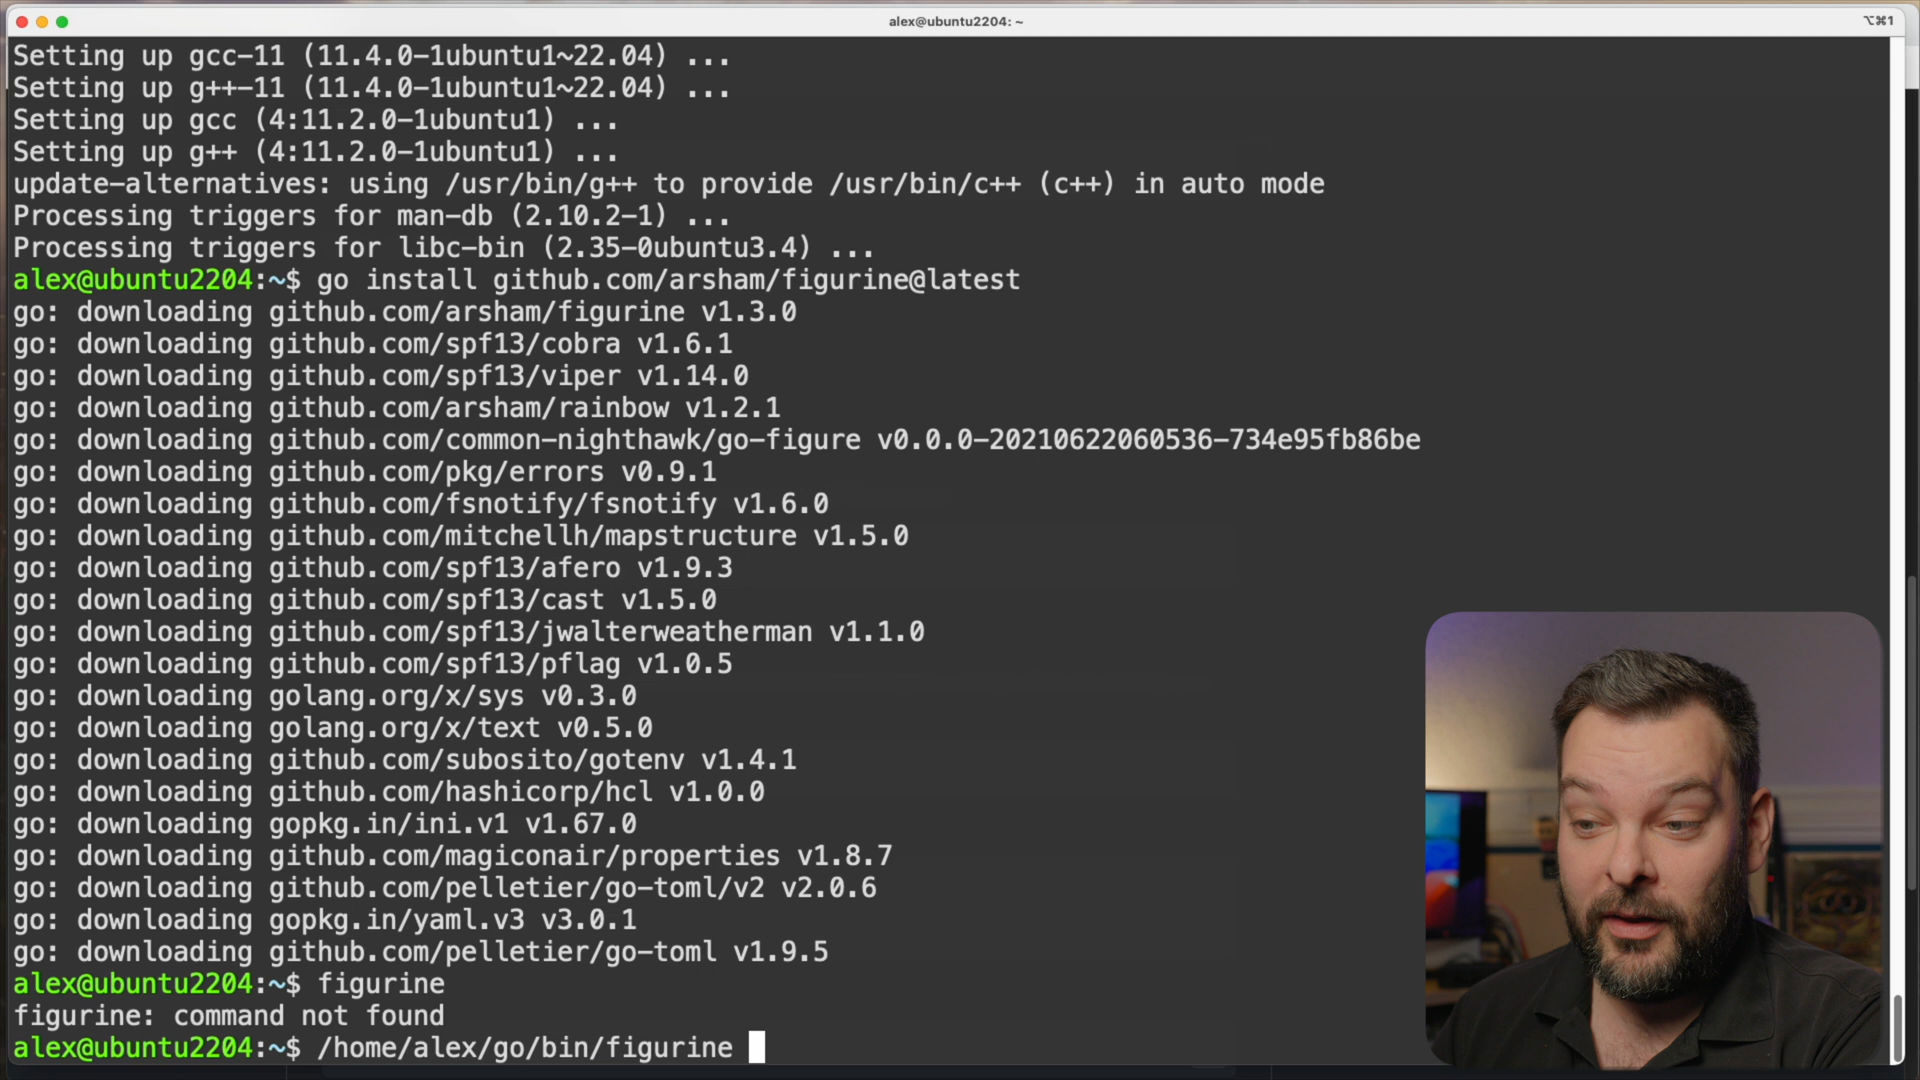 alex@ubuntu2204: ~
⌥⌘1
Setting up gcc-11 (11.4.0-1ubuntu1~22.04) ...
Setting up g++-11 (11.4.0-1ubuntu1~22.04) ...
Setting up gcc (4:11.2.0-1ubuntu1) ...
Setting up g++ (4:11.2.0-1ubuntu1) ...
update-alternatives: using /usr/bin/g++ to provide /usr/bin/c++ (c++) in auto mode
Processing triggers for man-db (2.10.2-1) ...
Processing triggers for libc-bin (2.35-0ubuntu3.4) ...
alex@ubuntu2204:~$ go install github.com/arsham/figurine@latest
go: downloading github.com/arsham/figurine v1.3.0
go: downloading github.com/spf13/cobra v1.6.1
go: downloading github.com/spf13/viper v1.14.0
go: downloading github.com/arsham/rainbow v1.2.1
go: downloading github.com/common-nighthawk/go-figure v0.0.0-20210622060536-734e95fb86be
go: downloading github.com/pkg/errors v0.9.1
go: downloading github.com/fsnotify/fsnotify v1.6.0
go: downloading github.com/mitchellh/mapstructure v1.5.0
go: downloading github.com/spf13/afero v1.9.3
go: downloading github.com/spf13/cast v1.5.0
go: downloading github.com/spf13/jwalterweatherman v1.1.0
go: downloading github.com/spf13/pflag v1.0.5
go: downloading golang.org/x/sys v0.3.0
go: downloading golang.org/x/text v0.5.0
go: downloading github.com/subosito/gotenv v1.4.1
go: downloading github.com/hashicorp/hcl v1.0.0
go: downloading gopkg.in/ini.v1 v1.67.0
go: downloading github.com/magiconair/properties v1.8.7
go: downloading github.com/pelletier/go-toml/v2 v2.0.6
go: downloading gopkg.in/yaml.v3 v3.0.1
go: downloading github.com/pelletier/go-toml v1.9.5
alex@ubuntu2204:~$ figurine
figurine: command not found
alex@ubuntu2204:~$ /home/alex/go/bin/figurine